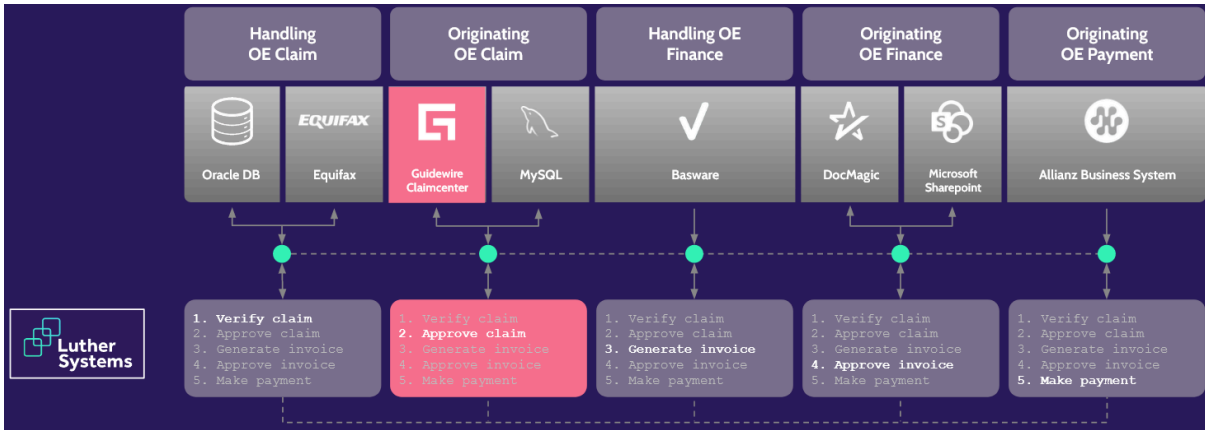 Handling
OE Claim
Originating
OE Claim
Handling OE
Finance
Originating
OE Finance
Originating
OE Payment
Oracle DB
EQUIFAX
Equifax
Guidewire
Claimcenter
MySQL
Basware
DocMagic
S
Microsoft
Sharepoint
Allianz Business System
Luther
Systems
1. Verify claim
2. Approve claim
3. Generate invoice
4. Approve invoice
5. Make payment
1. Verify claim
2. Approve claim
3. Generate invoice
4. Approve invoice
5. Make payment
1. Verify claim
2. Approve claim
3. Generate invoice
4. Approve invoice
5. Make payment
1. Verify claim
2. Approve claim
3. Generate invoice
4. Approve invoice
5. Make payment
1. Verify claim
2. Approve claim
3. Generate invoice
4. Approve invoice
5. Make payment